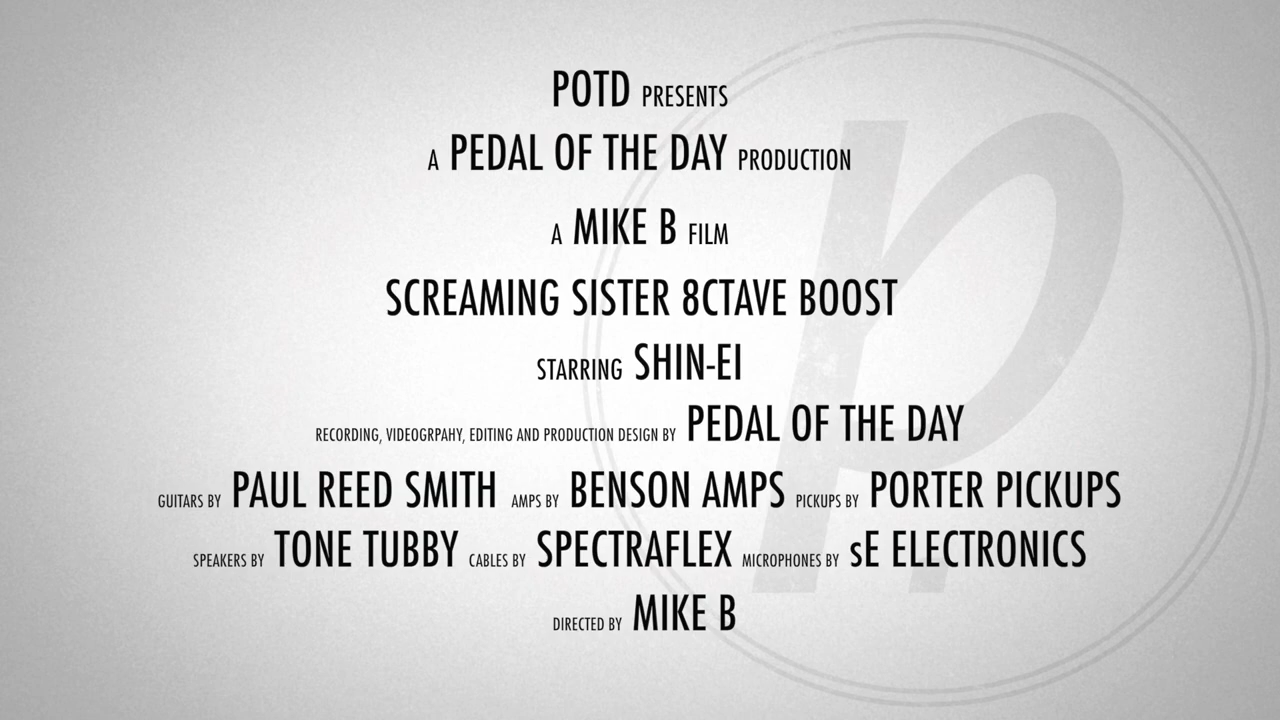 POTD PRESENTS
A PEDAL OF THE DAY PRODUCTION
A MIKE B FILM
SCREAMING SISTER 8CTAVE BOOST
STARRING SHIN-EI
RECORDING, VIDEOGRPAHY, EDITING AND PRODUCTION DESIGN BY PEDAL OF THE DAY
GUITARS BY PAUL REED SMITH AMPS BY BENSON AMPS PICKUPS BY PORTER PICKUPS
SPEAKERS BY TONE TUBBY CABLES BY SPECTRAFLEX MICROPHONES BY sE ELECTRONICS
DIRECTED BY MIKE B